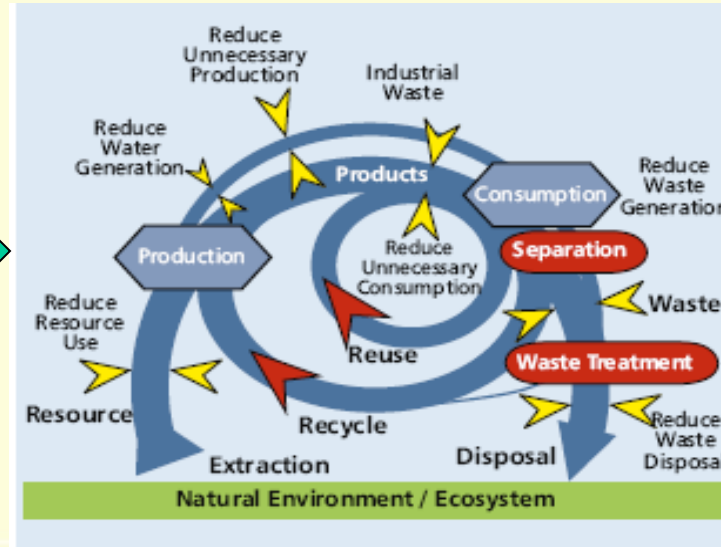 Reduce
Unnecessary
Production
Industrial
Waste
Reduce
Water
Generation
Products
Consumption
Reduce
Waste
Generation
Production
Reduce
Unnecessary
Consumption
Separation
Reduce
Resource
Use
Waste
Reuse
Waste Treatment
Resource
Recycle
Reduce
Waste
Disposal
Extraction
Disposal
Natural Environment / Ecosystem